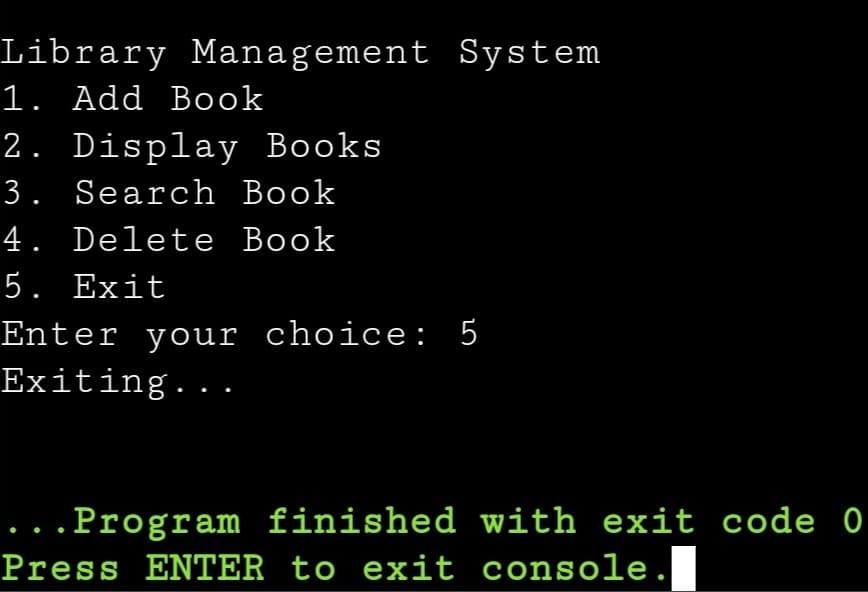 Library Management System
1. Add Book
2. Display Books
3. Search Book
4. Delete Book
5. Exit
Enter your choice: 5
Exiting...
...Program finished with exit code 0
Press ENTER to exit console.